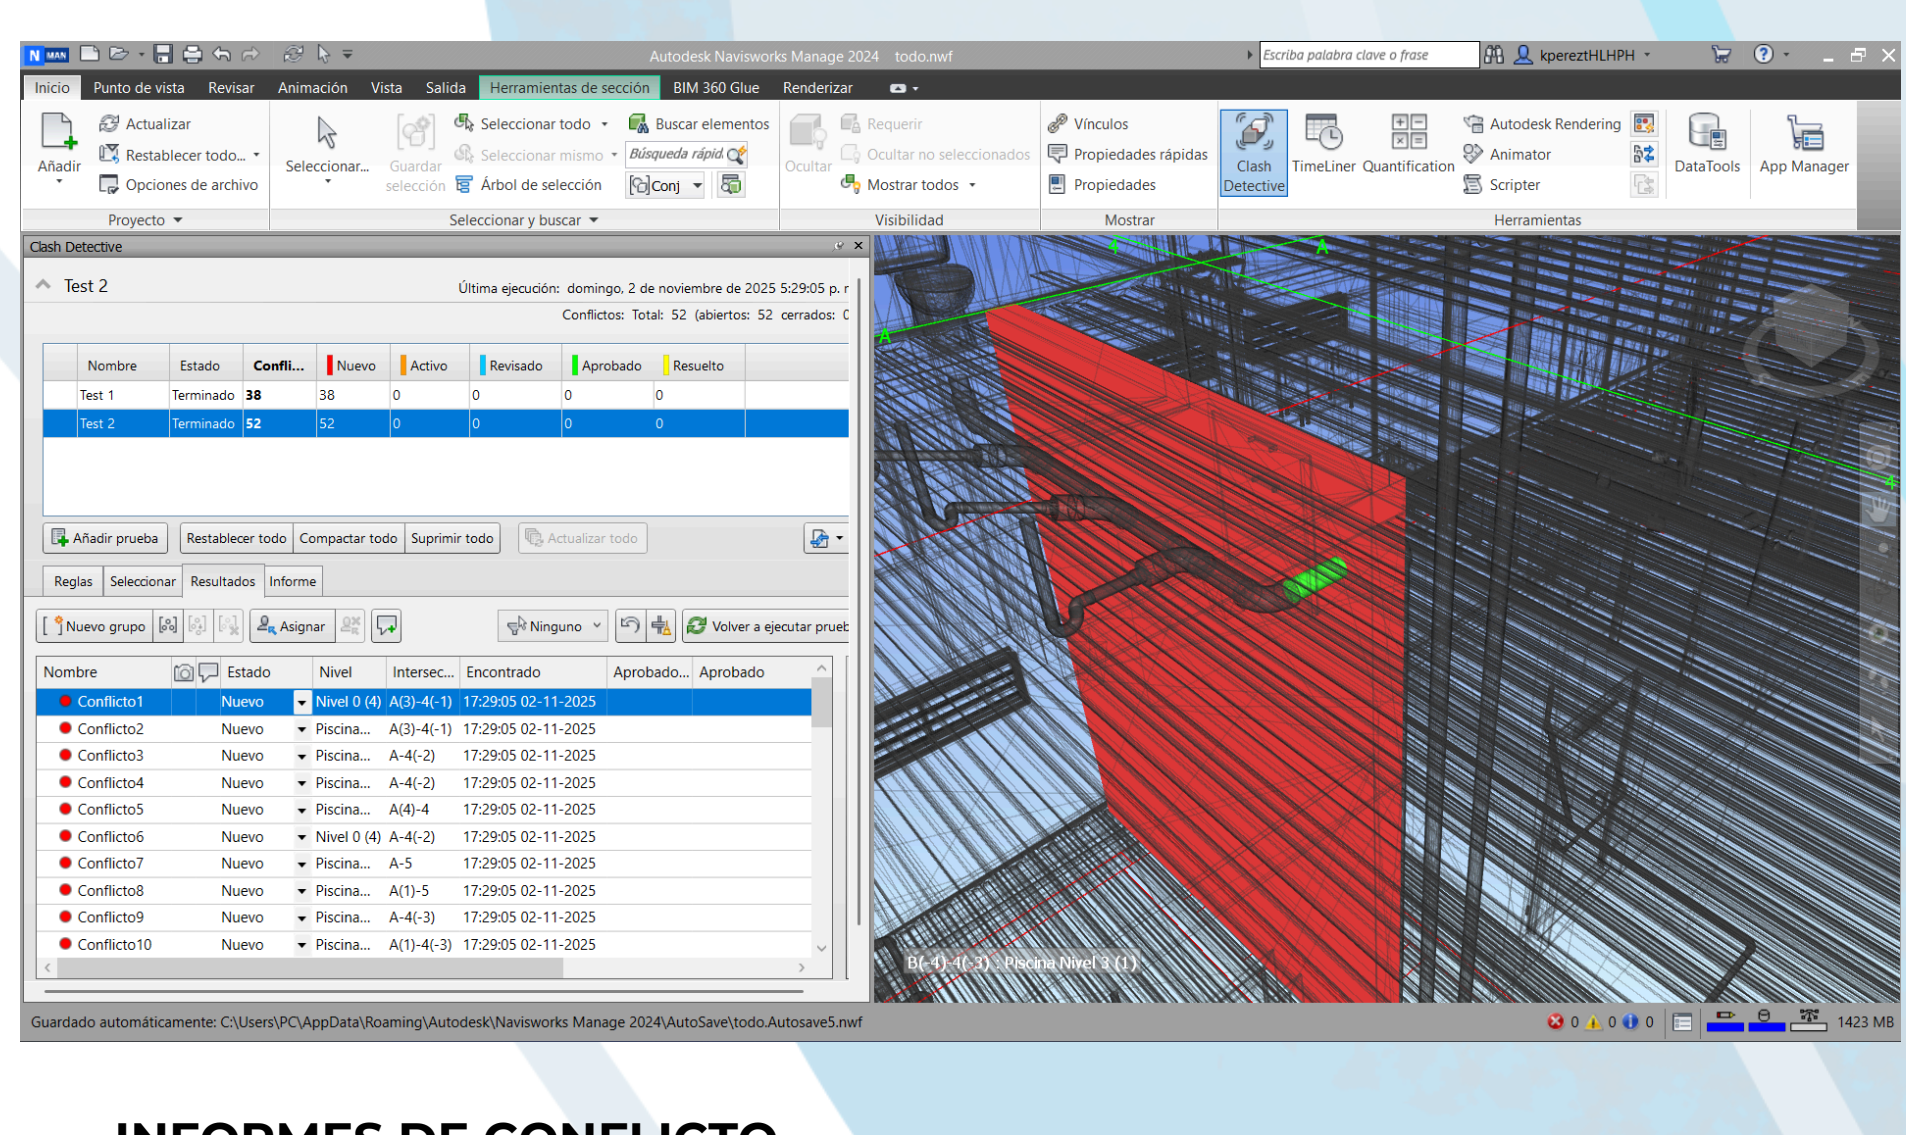 N MAN
Autodesk Navisworks Manage 2024 todo.nwf
Escriba palabra clave o frase
kpereztHLHPH
Inicio Punto de vista Revisar Animación Vista Salida Herramientas de sección BIM 360 Glue Renderizar
Añadir
Actualizar
Restablecer todo...
Opciones de archivo
Proyecto
Seleccionar...
Guardar selección
Seleccionar todo
Seleccionar mismo
Árbol de selección
Buscar elementos
Búsqueda rápid
Conj
Seleccionar y buscar
Ocultar
Requerir
Ocultar no seleccionados
Mostrar todos
Visibilidad
Vínculos
Propiedades rápidas
Propiedades
Mostrar
Clash Detective
TimeLiner
Quantification
Autodesk Rendering
Animator
Scripter
DataTools
App Manager
Herramientas
Clash Detective
Test 2
Última ejecución: domingo, 2 de noviembre de 2025 5:29:05 p. r
Conflictos: Total: 52 (abiertos: 52 cerrados: 0
Nombre Estado Confli... Nuevo Activo Revisado Aprobado Resuelto
Test 1 Terminado 38 38 0 0 0 0
Test 2 Terminado 52 52 0 0 0 0
Añadir prueba Restablecer todo Compactar todo Suprimir todo Actualizar todo
Reglas Seleccionar Resultados Informe
Nuevo grupo Asignar Ninguno Volver a ejecutar prueb
Nombre Estado Nivel Intersec... Encontrado Aprobado... Aprobado
Conflicto1 Nuevo Nivel 0 (4) A(3)-4(-1) 17:29:05 02-11-2025
Conflicto2 Nuevo Piscina... A(3)-4(-1) 17:29:05 02-11-2025
Conflicto3 Nuevo Piscina... A-4(-2) 17:29:05 02-11-2025
Conflicto4 Nuevo Piscina... A-4(-2) 17:29:05 02-11-2025
Conflicto5 Nuevo Piscina... A(4)-4 17:29:05 02-11-2025
Conflicto6 Nuevo Nivel 0 (4) A-4(-2) 17:29:05 02-11-2025
Conflicto7 Nuevo Piscina... A-5 17:29:05 02-11-2025
Conflicto8 Nuevo Piscina... A(1)-5 17:29:05 02-11-2025
Conflicto9 Nuevo Piscina... A-4(-3) 17:29:05 02-11-2025
Conflicto10 Nuevo Piscina... A(1)-4(-3) 17:29:05 02-11-2025
4
A
A
4
B(-4)-4(-3) : Piscina Nivel 3 (1)
Guardado automáticamente: C:\Users\PC\AppData\Roaming\Autodesk\Navisworks Manage 2024\AutoSave\todo.Autosave5.nwf
0 0 0 1423 MB
INFORMES DE CONFLICTO